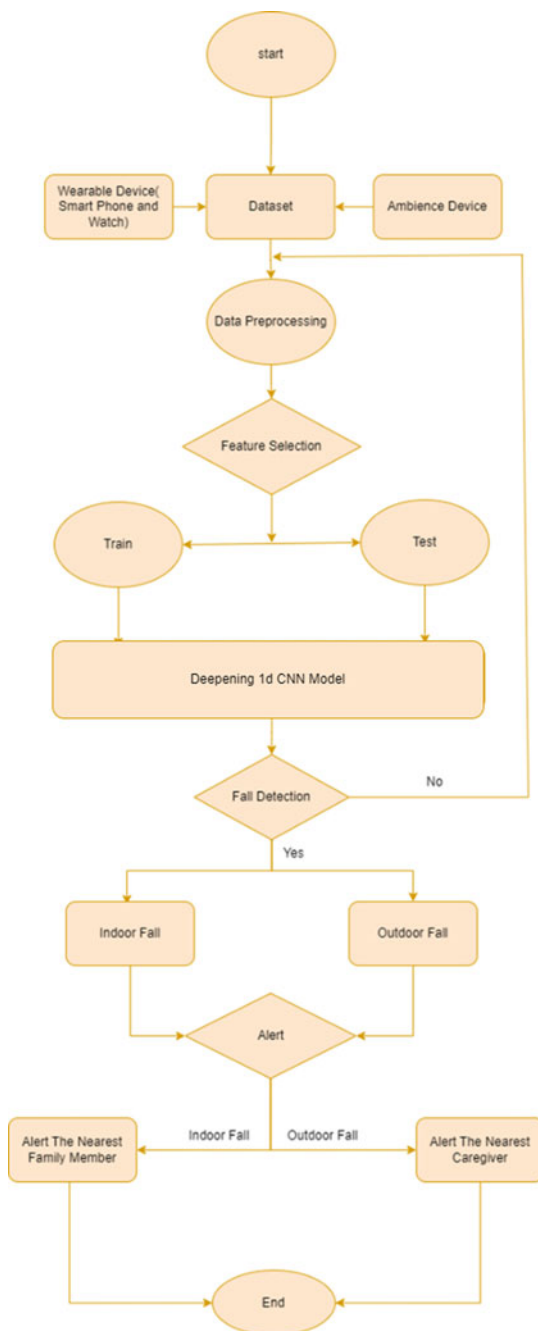 start
Wearable Device(
Smart Phone and
Watch)
Dataset
Ambience Device
Data Preprocessing
Feature Selection
Train
Test
Deepening 1d CNN Model
Fall Detection
No
Yes
Indoor Fall
Outdoor Fall
Alert
Indoor Fall
Outdoor Fall
Alert The Nearest
Family Member
Alert The Nearest
Caregiver
End